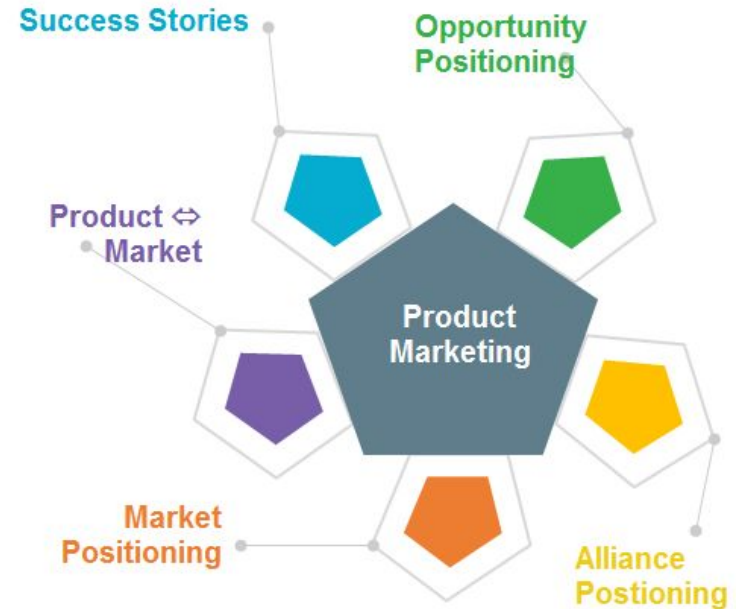 Success Stories
Opportunity
Positioning
Product ⇔
Market
Product
Marketing
Market
Positioning
Alliance
Postioning